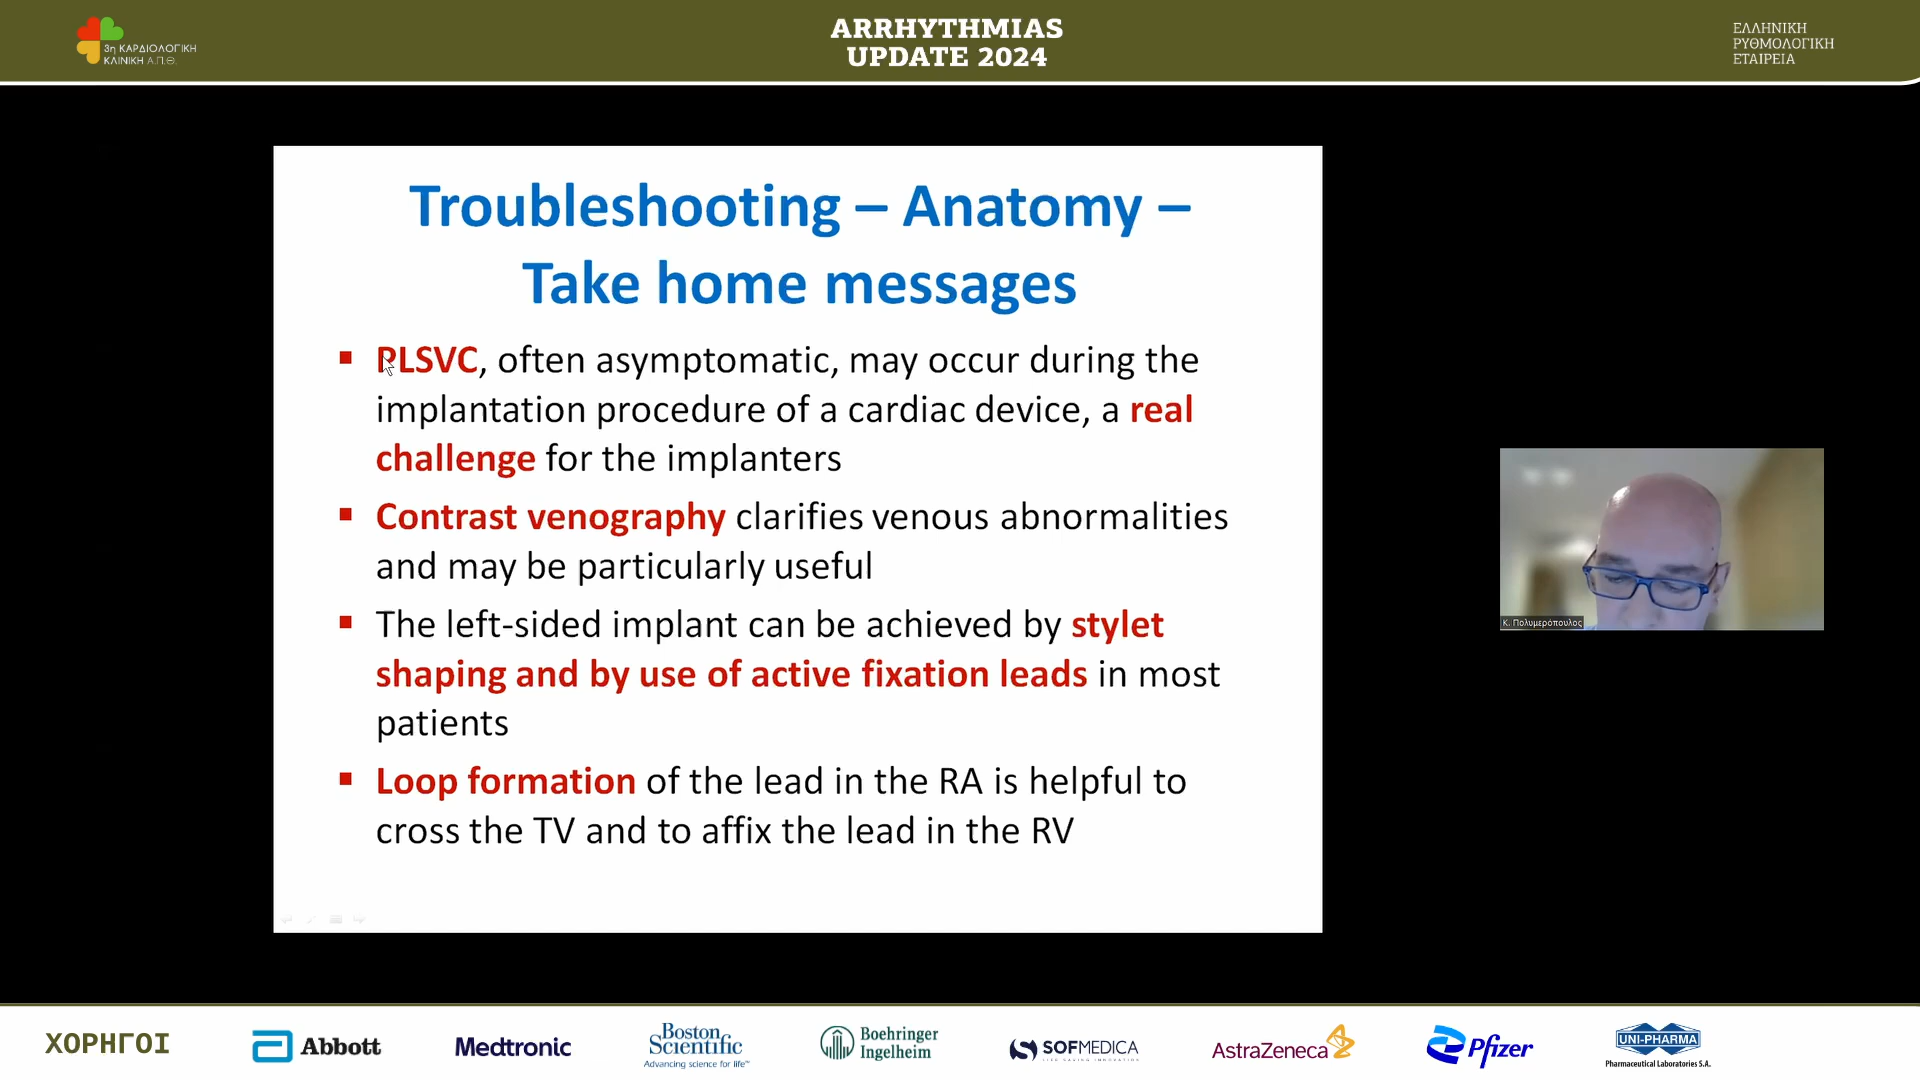 3η ΚΑΡΔΙΟΛΟΓΙΚΗ
ΚΛΙΝΙΚΗ Α.Π.Θ.
ARRHYTHMIAS
UPDATE 2024
ΕΛΛΗΝΙΚΗ
ΡΥΘΜΟΛΟΓΙΚΗ
ΕΤΑΙΡΕΙΑ
Troubleshooting – Anatomy –
Take home messages
▪ PLSVC, often asymptomatic, may occur during the
implantation procedure of a cardiac device, a real
challenge for the implanters
▪ Contrast venography clarifies venous abnormalities
and may be particularly useful
▪ The left-sided implant can be achieved by stylet
shaping and by use of active fixation leads in most
patients
▪ Loop formation of the lead in the RA is helpful to
cross the TV and to affix the lead in the RV
Κ. Πολυμερόπουλος
ΧΟΡΗΓΟΙ
Abbott
Medtronic
Boston
Scientific
Advancing science for life™
Boehringer
Ingelheim
SOFMEDICA
AstraZeneca
Pfizer
UNI-PHARMA
Pharmaceutical Laboratories S.A.